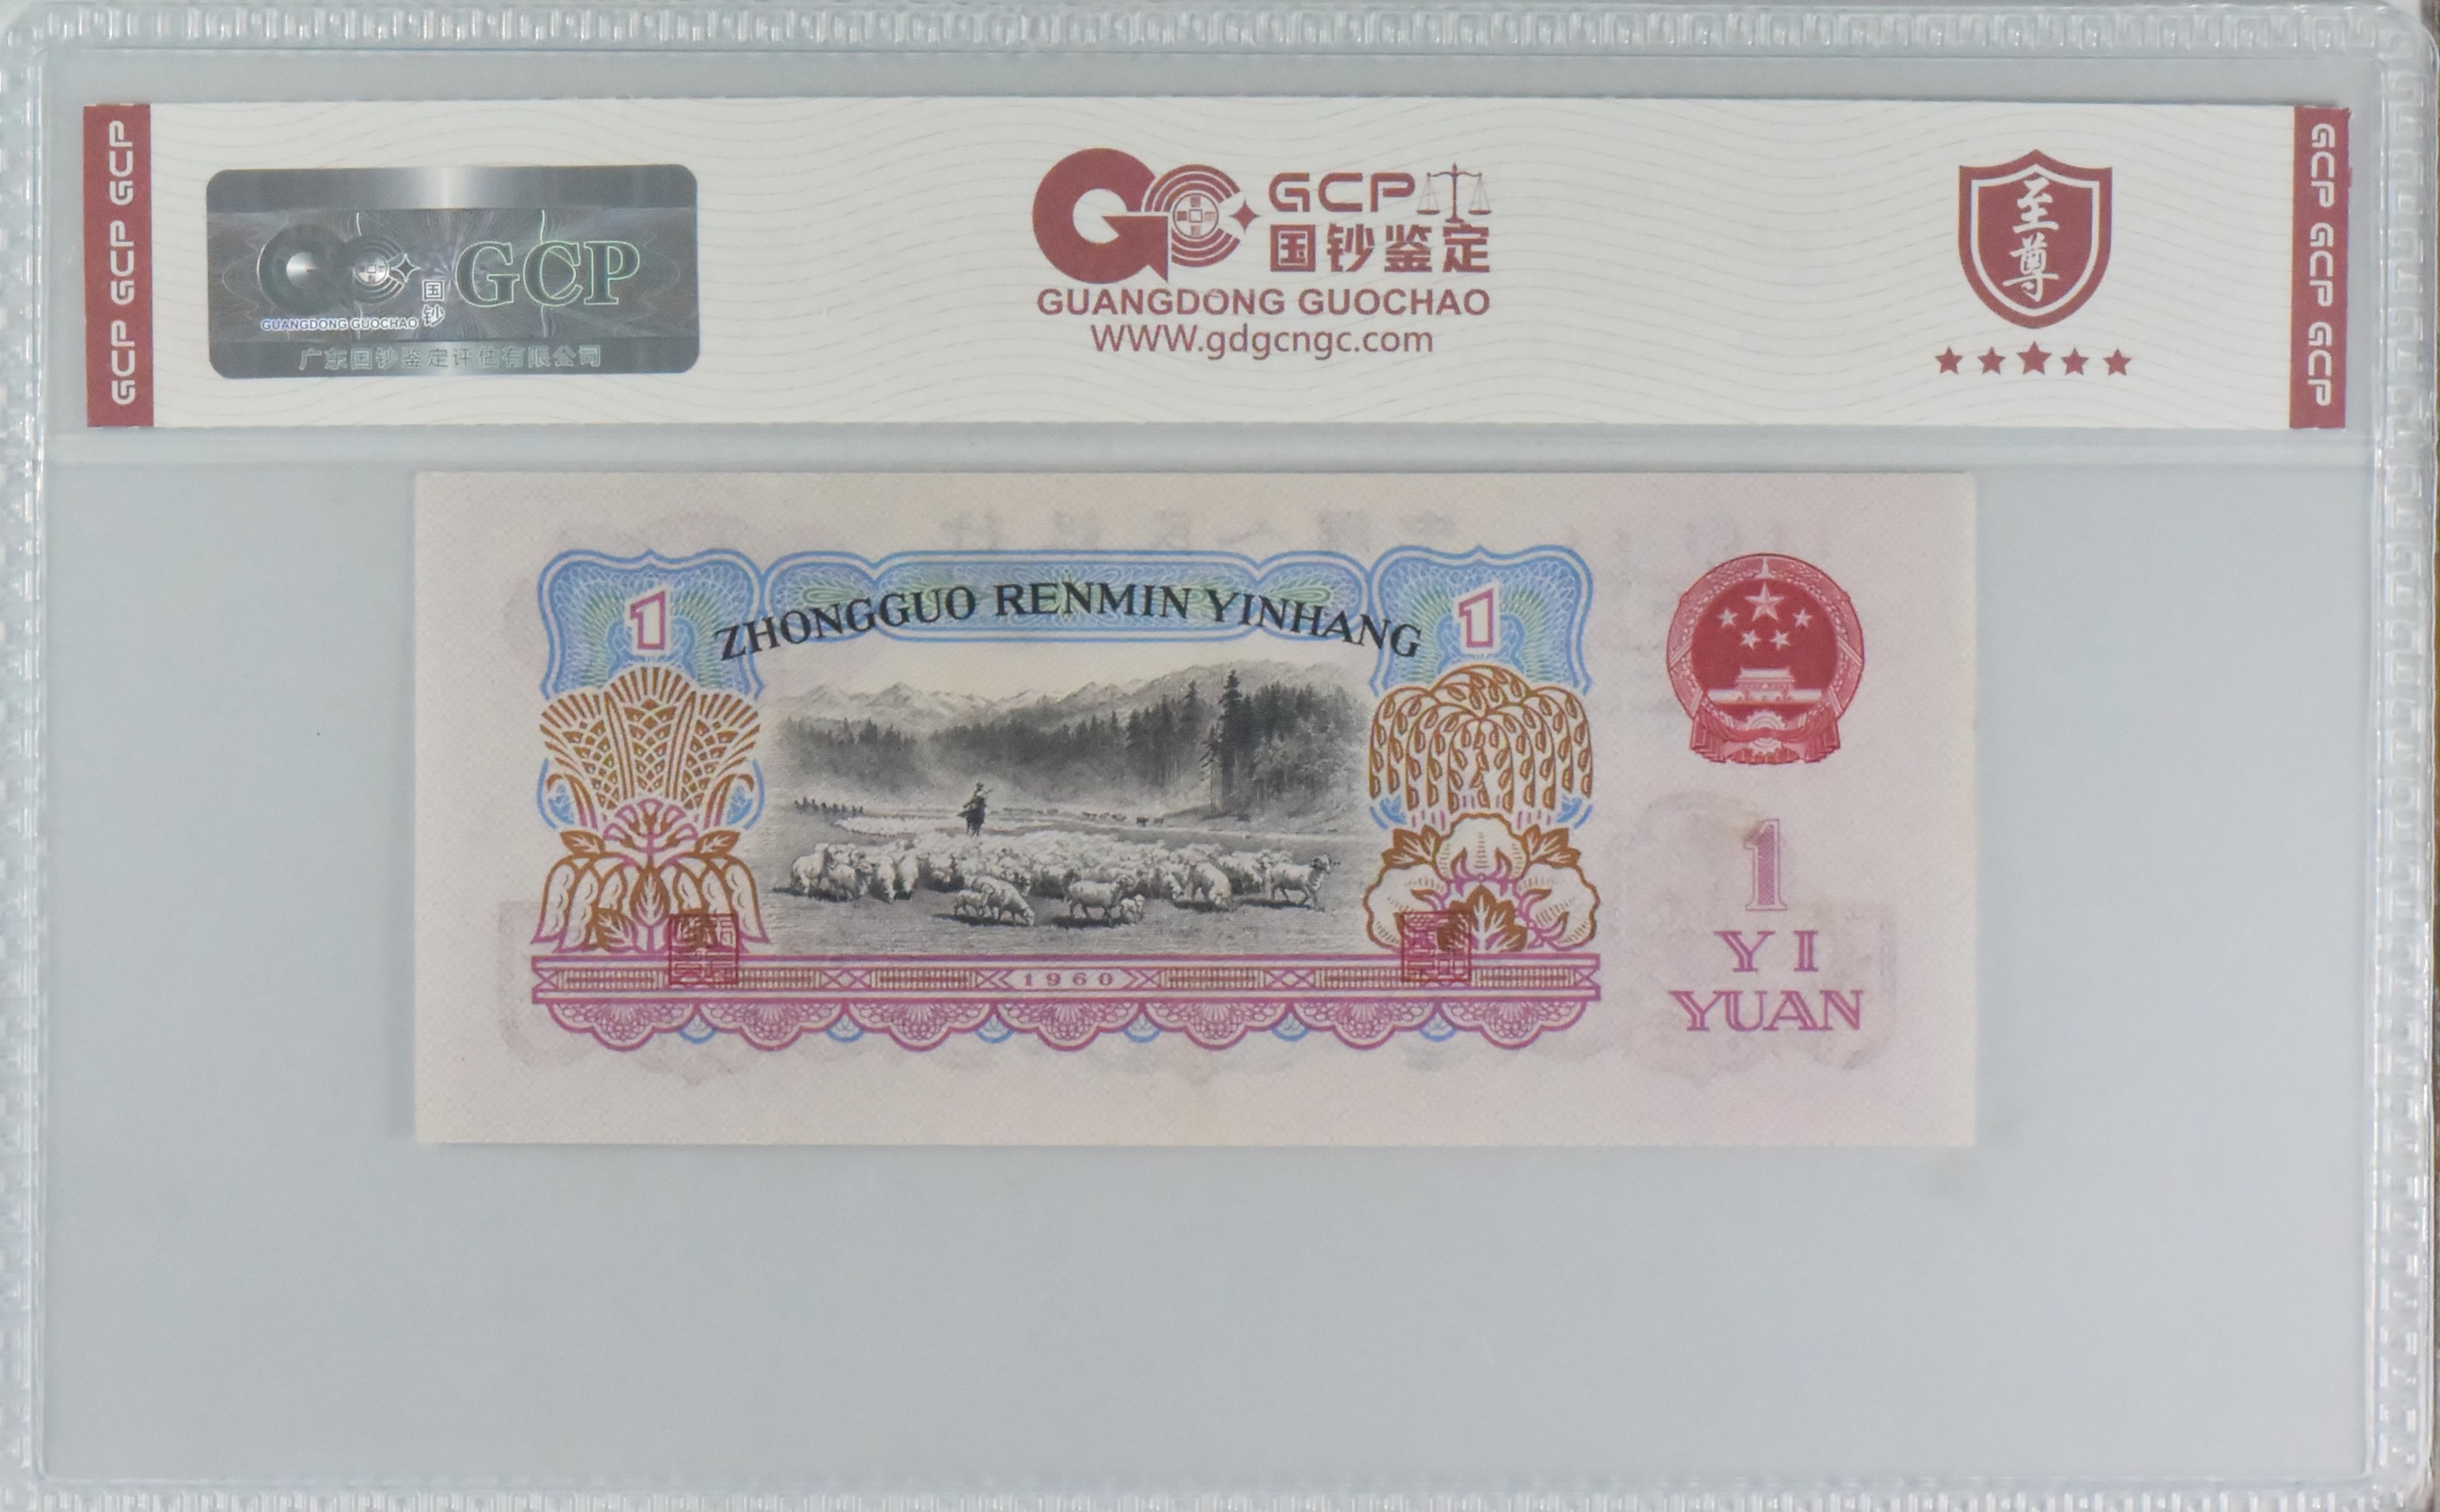 GCP GCP GCP
GCP
国钞
GUANGDONG GUOCHAO
广东国钞鉴定评估有限公司
GCP
国钞鉴定
GUANGDONG GUOCHAO
WWW.gdgcngc.com
至尊
GCP GCP GCP
1
ZHONGGUO RENMIN YINHANG
1
1960
1
YI
YUAN